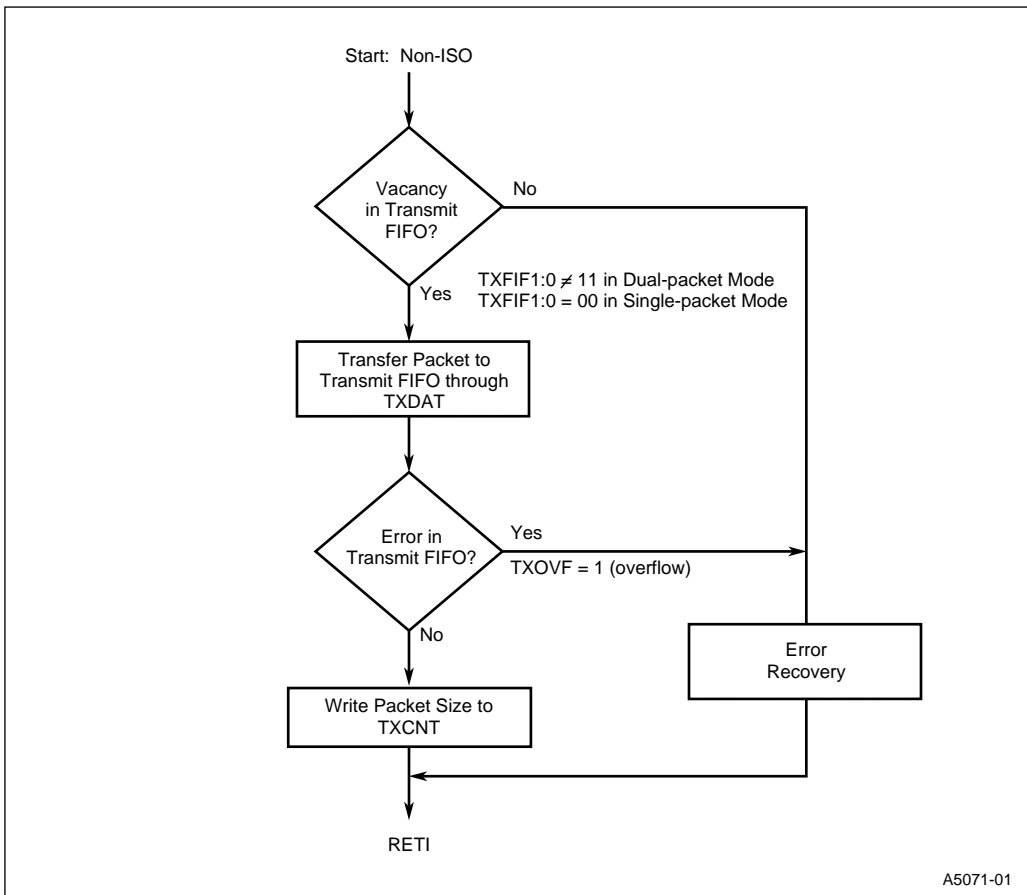 Start:  Non-ISO
Vacancy
in Transmit
FIFO?
No
Yes
TXFIF1:0 ≠ 11 in Dual-packet Mode
TXFIF1:0 = 00 in Single-packet Mode
Transfer Packet to
Transmit FIFO through
TXDAT
Error in
Transmit FIFO?
Yes
TXOVF = 1 (overflow)
No
Error
Recovery
Write Packet Size to
TXCNT
RETI
A5071-01